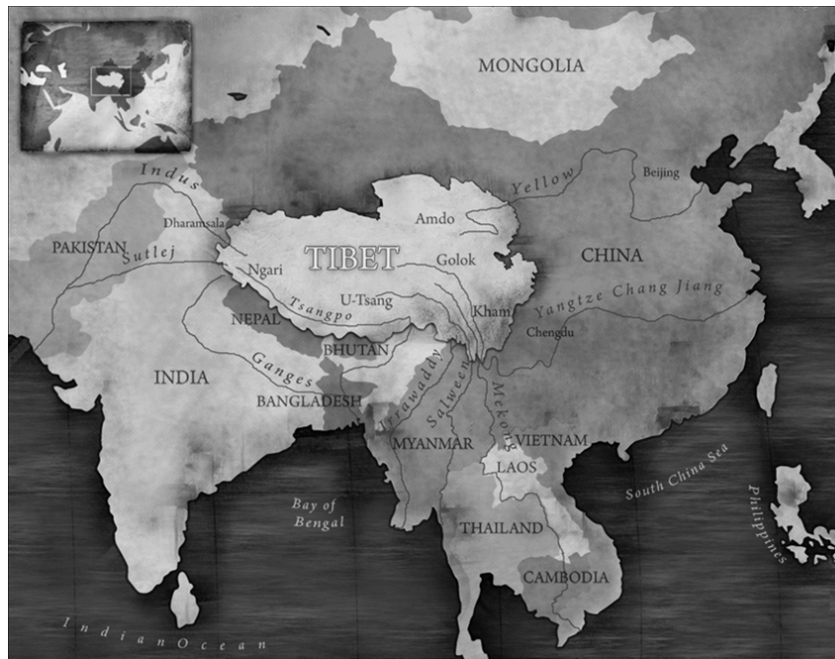 MONGOLIA
Indus
Yellow
Beijing
Dharamsala
Amdo
PAKISTAN
Sutlej
TIBET
Golok
CHINA
Ngari
U-Tsang
Tsangpo
Kham
Yangtze Chang Jiang
NEPAL
Chengdu
BHUTAN
INDIA
Ganges
BANGLADESH
Irrawaddy
Salween
Mekong
MYANMAR
VIETNAM
LAOS
South China Sea
Philippines
Bay of
Bengal
THAILAND
CAMBODIA
Indian Ocean